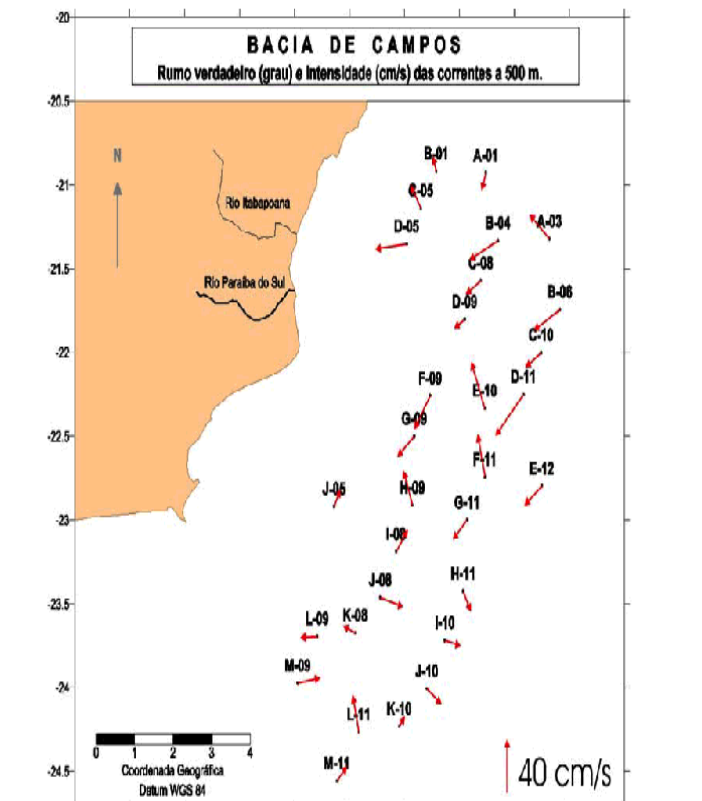 -20
BACIA DE CAMPOS
Rumo verdadeiro (grau) e Intensidade (cm/s) das correntes a 500 m.
-20.5
N
B-01
A-01
-21
C-05
Rio Itabapoana
D-05
B-04
A-03
C-08
-21.5
Rio Paraíba do Sul
D-09
B-06
C-10
-22
F-09
E-10
D-11
G-09
-22.5
F-11
E-12
J-05
H-09
G-11
-23
I-08
H-11
J-08
-23.5
L-09
K-08
I-10
M-09
J-10
-24
L-11
K-10
0 1 2 3 4
M-11
-24.5
Coordenada Geográfica
Datum WGS 84
40 cm/s